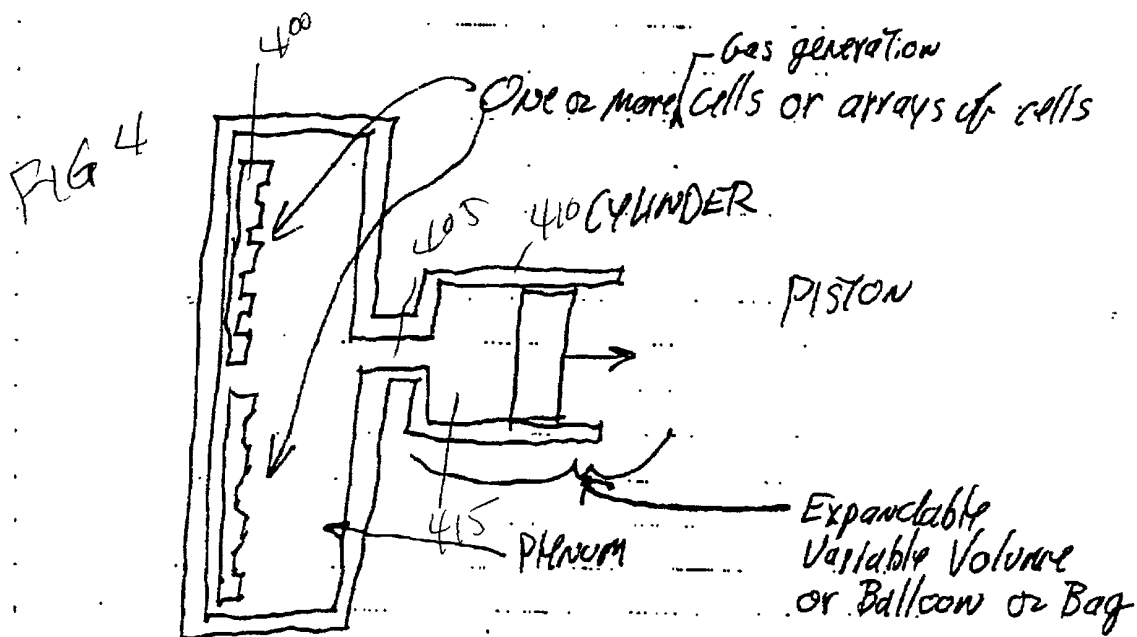 400
Gas generation
One or more cells or arrays of cells
FIG 4
405
410 CYLINDER
PISTON
415
PLENUM
Expandable
Variable Volume
or Balloon or Bag